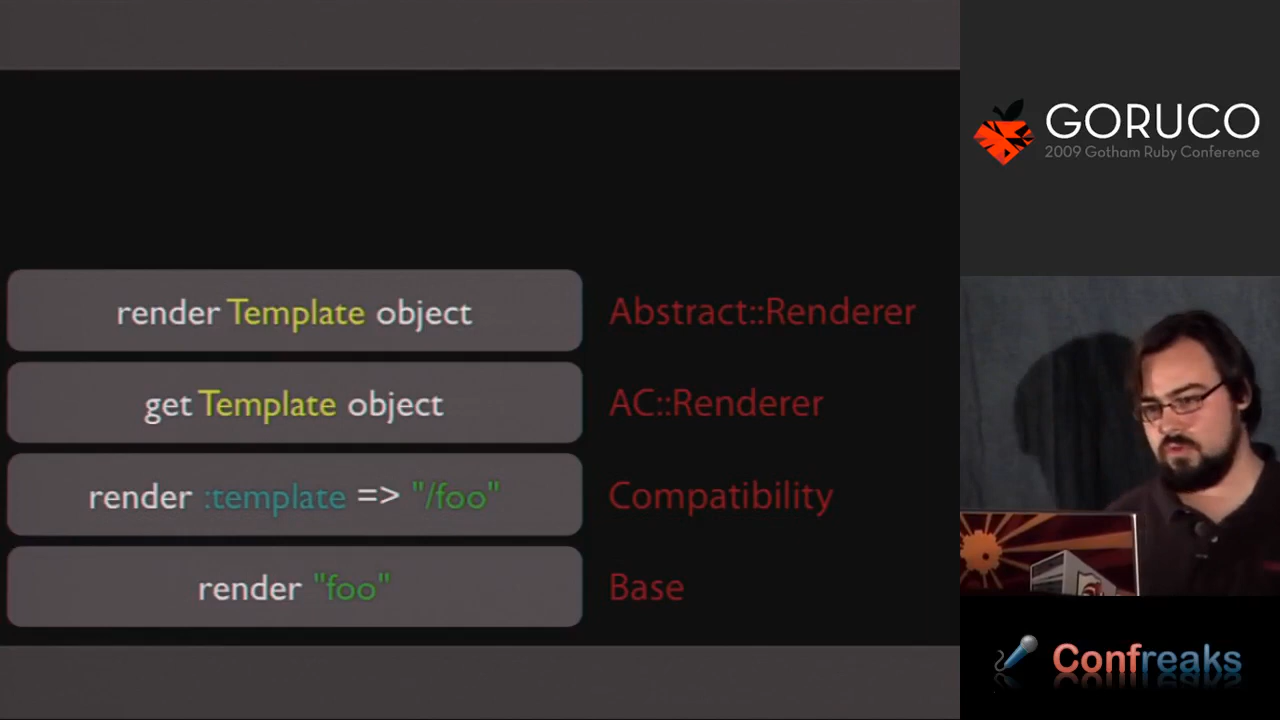 render Template object
Abstract::Renderer
get Template object
AC::Renderer
render :template => "/foo"
Compatibility
render "foo"
Base
GORUCO
2009 Gotham Ruby Conference
Confreaks